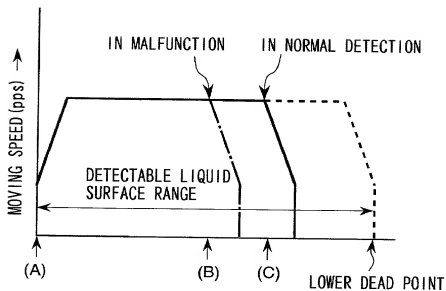 IN MALFUNCTION
IN NORMAL DETECTION
MOVING SPEED (pps)
DETECTABLE LIQUID
SURFACE RANGE
(A)
(B)
(C)
LOWER DEAD POINT